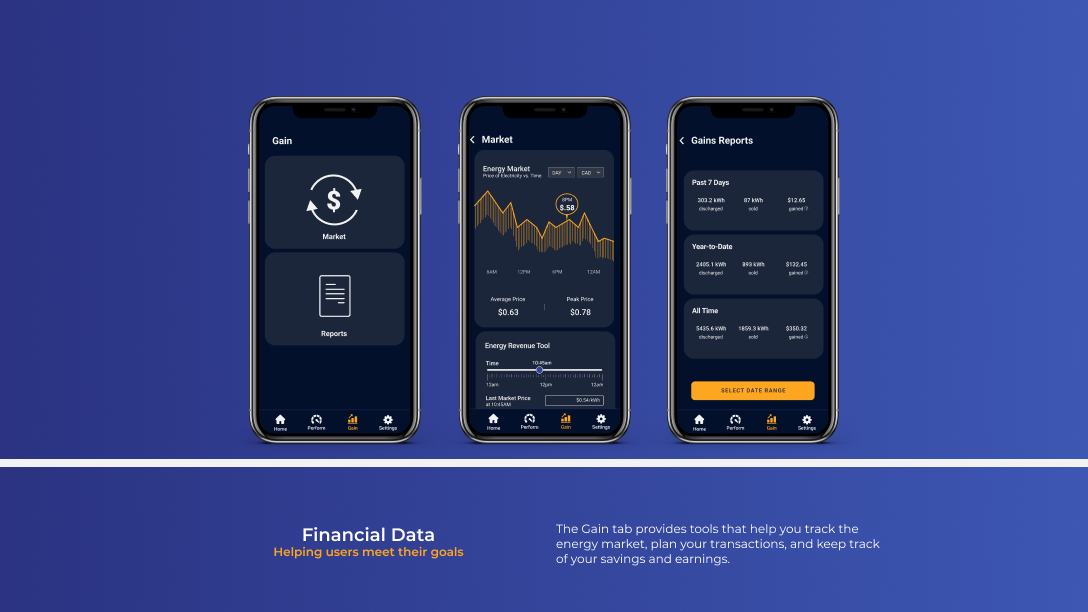 Gain
Market
Reports
Home Perform Gain Settings
Market
Energy Market
Price of Electricity vs. Time
DAY CAD
8PM
$.58
6AM 12PM 6PM 12AM
Average Price Peak Price
$0.63 $0.78
Energy Revenue Tool
Time 10:45am
12am 12pm 12am
Last Market Price
at 10:45AM
$0.54/kWh
Home Perform Gain Settings
Gains Reports
Past 7 Days
303.2 kWh 87 kWh $12.65
discharged sold gained
Year-to-Date
2405.1 kWh 893 kWh $132.45
discharged sold gained
All Time
5435.6 kWh 1859.3 kWh $350.32
discharged sold gained
SELECT DATE RANGE
Home Perform Gain Settings
Financial Data
Helping users meet their goals
The Gain tab provides tools that help you track the
energy market, plan your transactions, and keep track
of your savings and earnings.